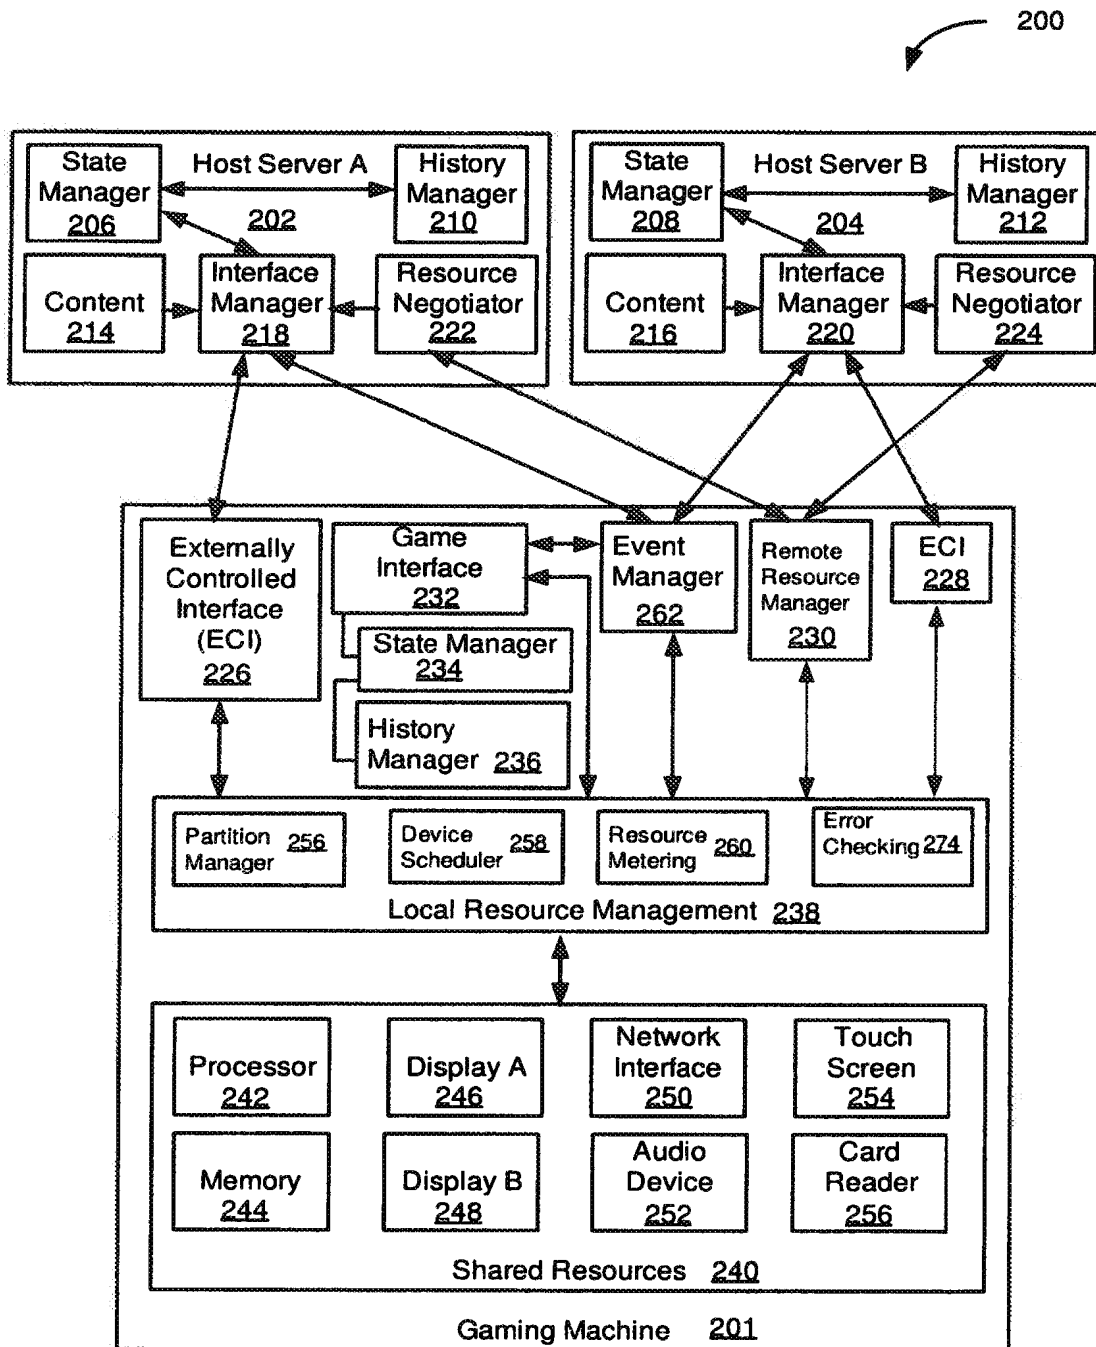 200
State
Manager
206
Host Server A
202
History
Manager
210
Content
214
Interface
Manager
218
Resource
Negotiator
222
State
Manager
208
Host Server B
204
History
Manager
212
Content
216
Interface
Manager
220
Resource
Negotiator
224
Externally
Controlled
Interface
(ECI)
226
Game
Interface
232
State Manager
234
History
Manager 236
Event
Manager
262
Remote
Resource
Manager
230
ECI
228
Partition 256
Manager
Device 258
Scheduler
Resource 260
Metering
Error
Checking 274
Local Resource Management 238
Processor
242
Display A
246
Network
Interface
250
Touch
Screen
254
Memory
244
Display B
248
Audio
Device
252
Card
Reader
256
Shared Resources 240
Gaming Machine 201